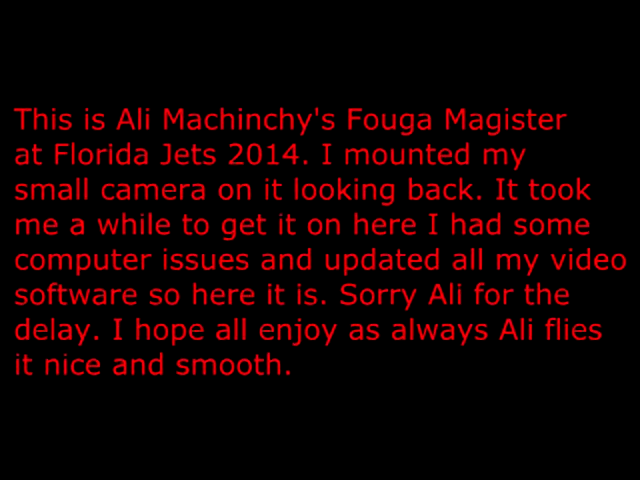 This is Ali Machinchy's Fouga Magister
at Florida Jets 2014. I mounted my
small camera on it looking back. It took
me a while to get it on here I had some
computer issues and updated all my video
software so here it is. Sorry Ali for the
delay. I hope all enjoy as always Ali flies
it nice and smooth.